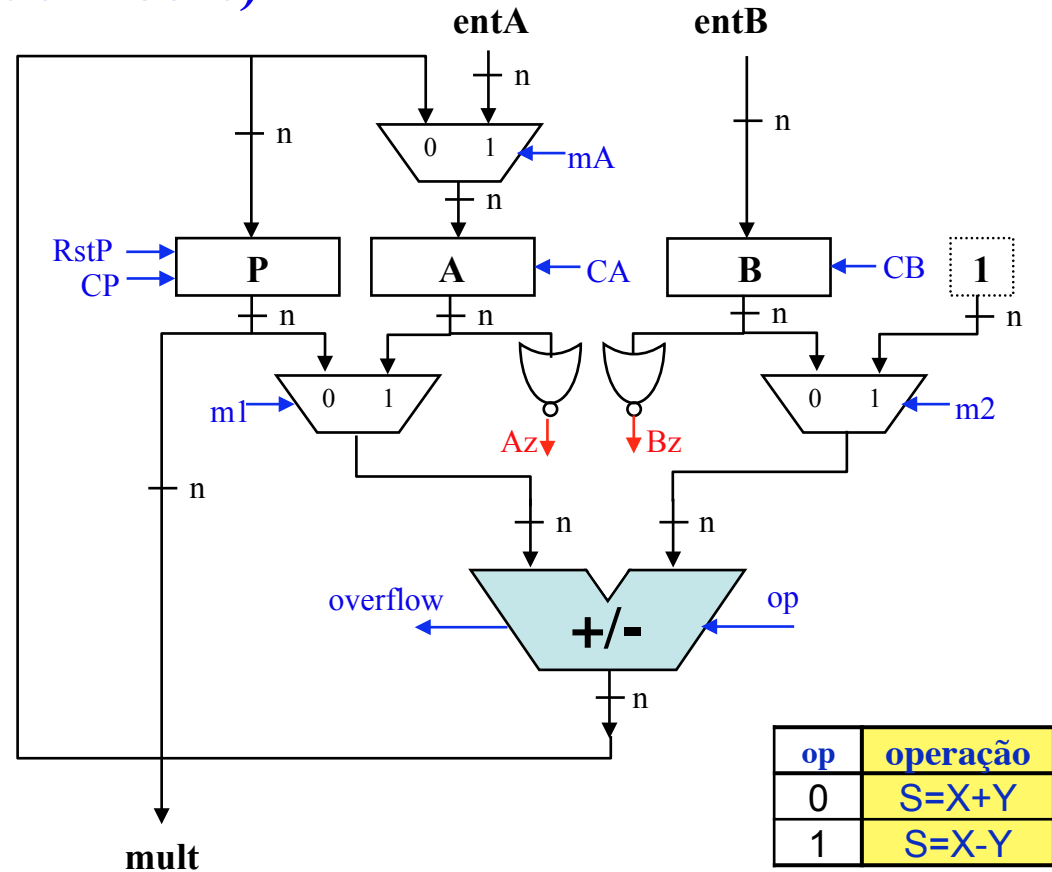 entA entB
n
n n
0 1 mA
n
RstP
CP P A CA B CB 1
n n n n
m1 0 1 0 1 m2
Az Bz
n
n n
overflow op
+/-
n
op operação
0 S=X+Y
1 S=X-Y
mult